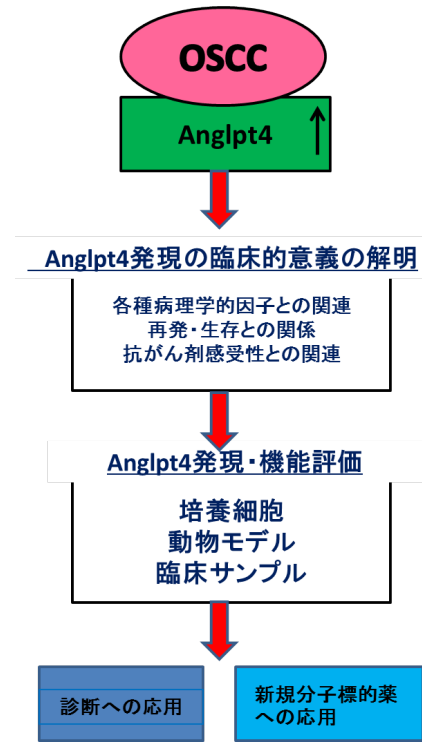 OSCC
Anglpt4
Anglpt4発現の臨床的意義の解明
各種病理学的因子との関連
再発・生存との関係
抗がん剤感受性との関連
Anglpt4発現・機能評価
培養細胞
動物モデル
臨床サンプル
診断への応用
新規分子標的薬
への応用